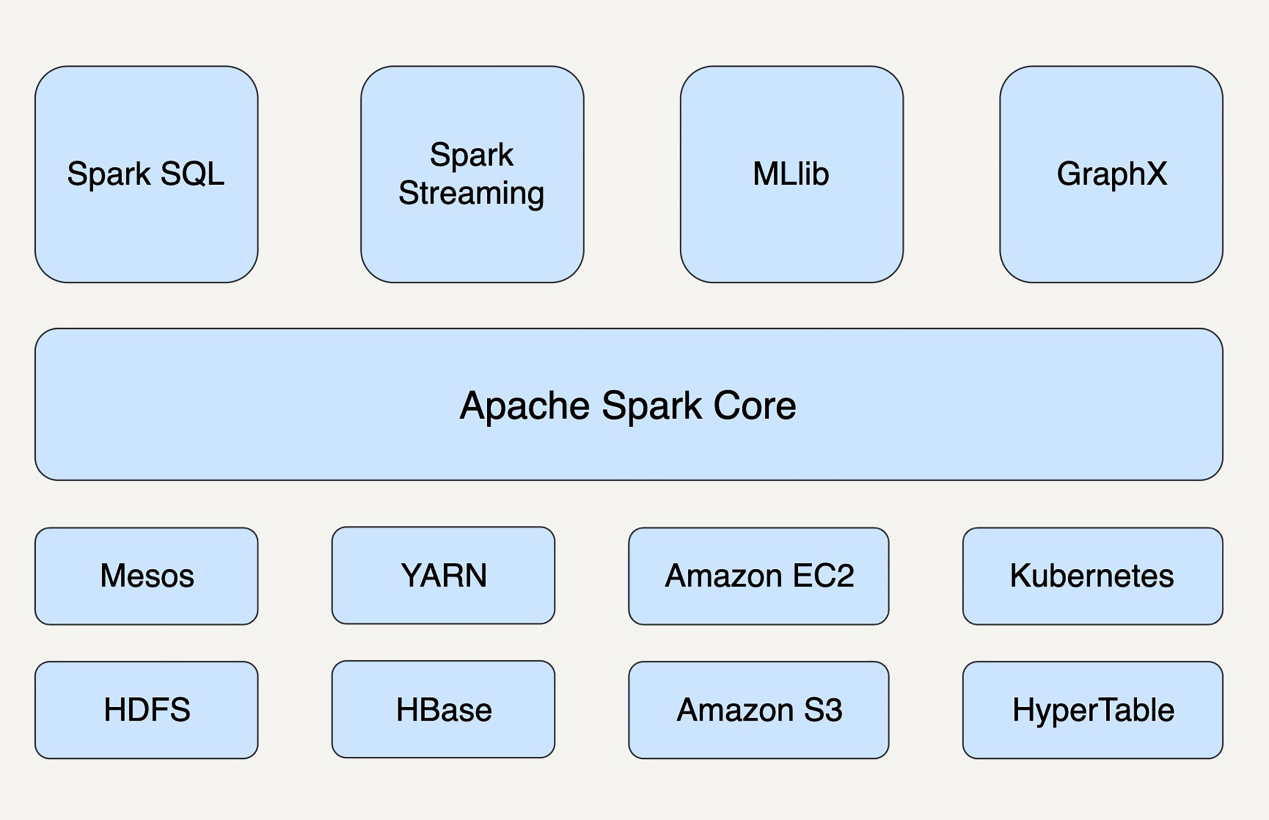 Spark SQL
Spark
Streaming
MLlib
GraphX
Apache Spark Core
Mesos
YARN
Amazon EC2
Kubernetes
HDFS
HBase
Amazon S3
HyperTable